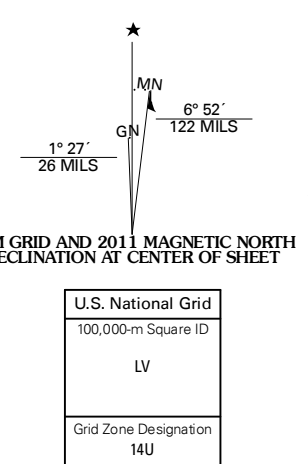 MN
6° 52´
122 MILS
GN
1° 27´
26 MILS
GRID AND 2011 MAGNETIC NORTH
AT CENTER OF SHEET
U.S. National Grid
100,000-m Square ID
LV
Grid Zone Designation
14U